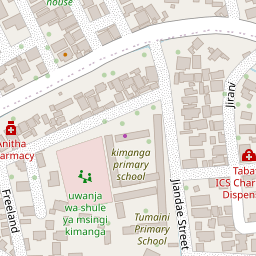 house
Jirarv
Anitha
armacy
kimanga
primary
school
Taba
ICS Char
Dispen
uwanja
wa shule
ya msingi
kimanga
Freeland
Jiandae Street
Tumaini
Primary
School